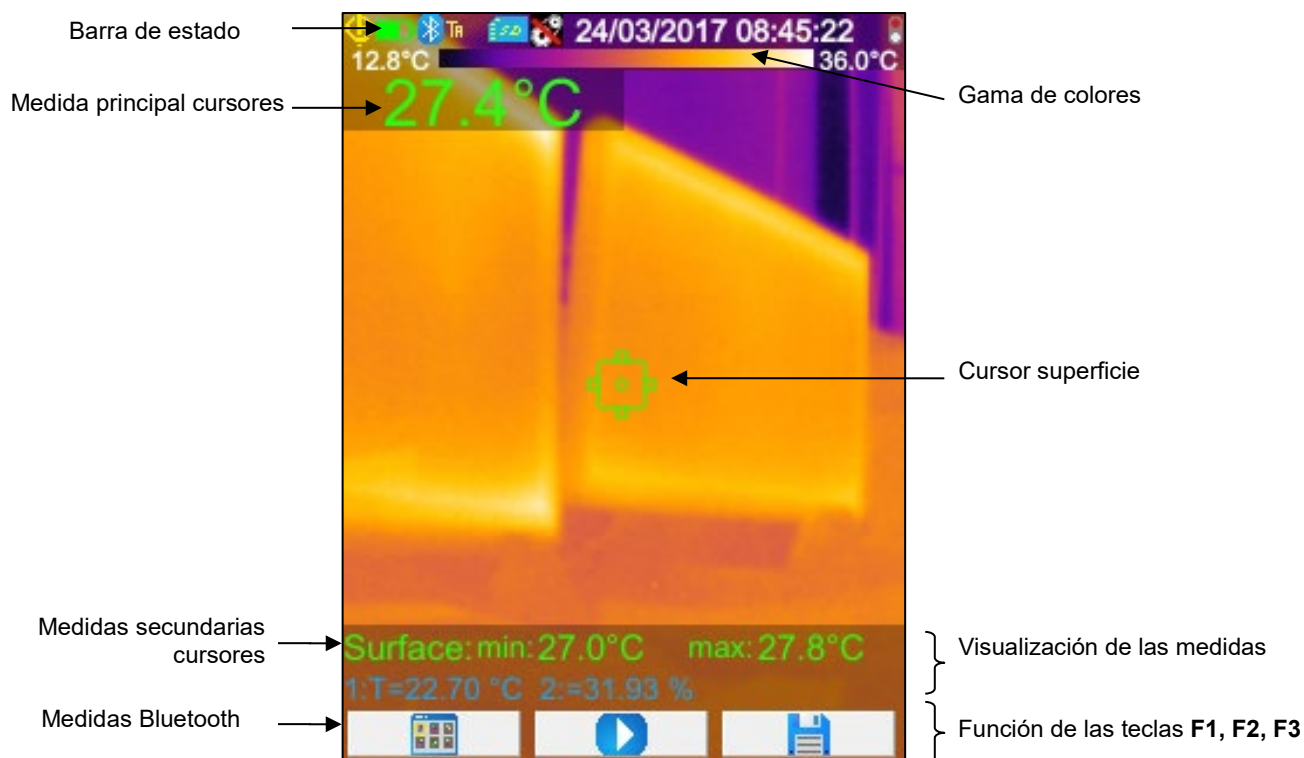 Barra de estado
TA SD 24/03/2017 08:45:22
12.8°C 36.0°C
Medida principal cursores
27.4°C
Gama de colores
Cursor superficie
Medidas secundarias
cursores
Surface: min: 27.0°C max: 27.8°C
Visualización de las medidas
1:T=22.70 °C 2:=31.93 %
Medidas Bluetooth
Función de las teclas F1, F2, F3